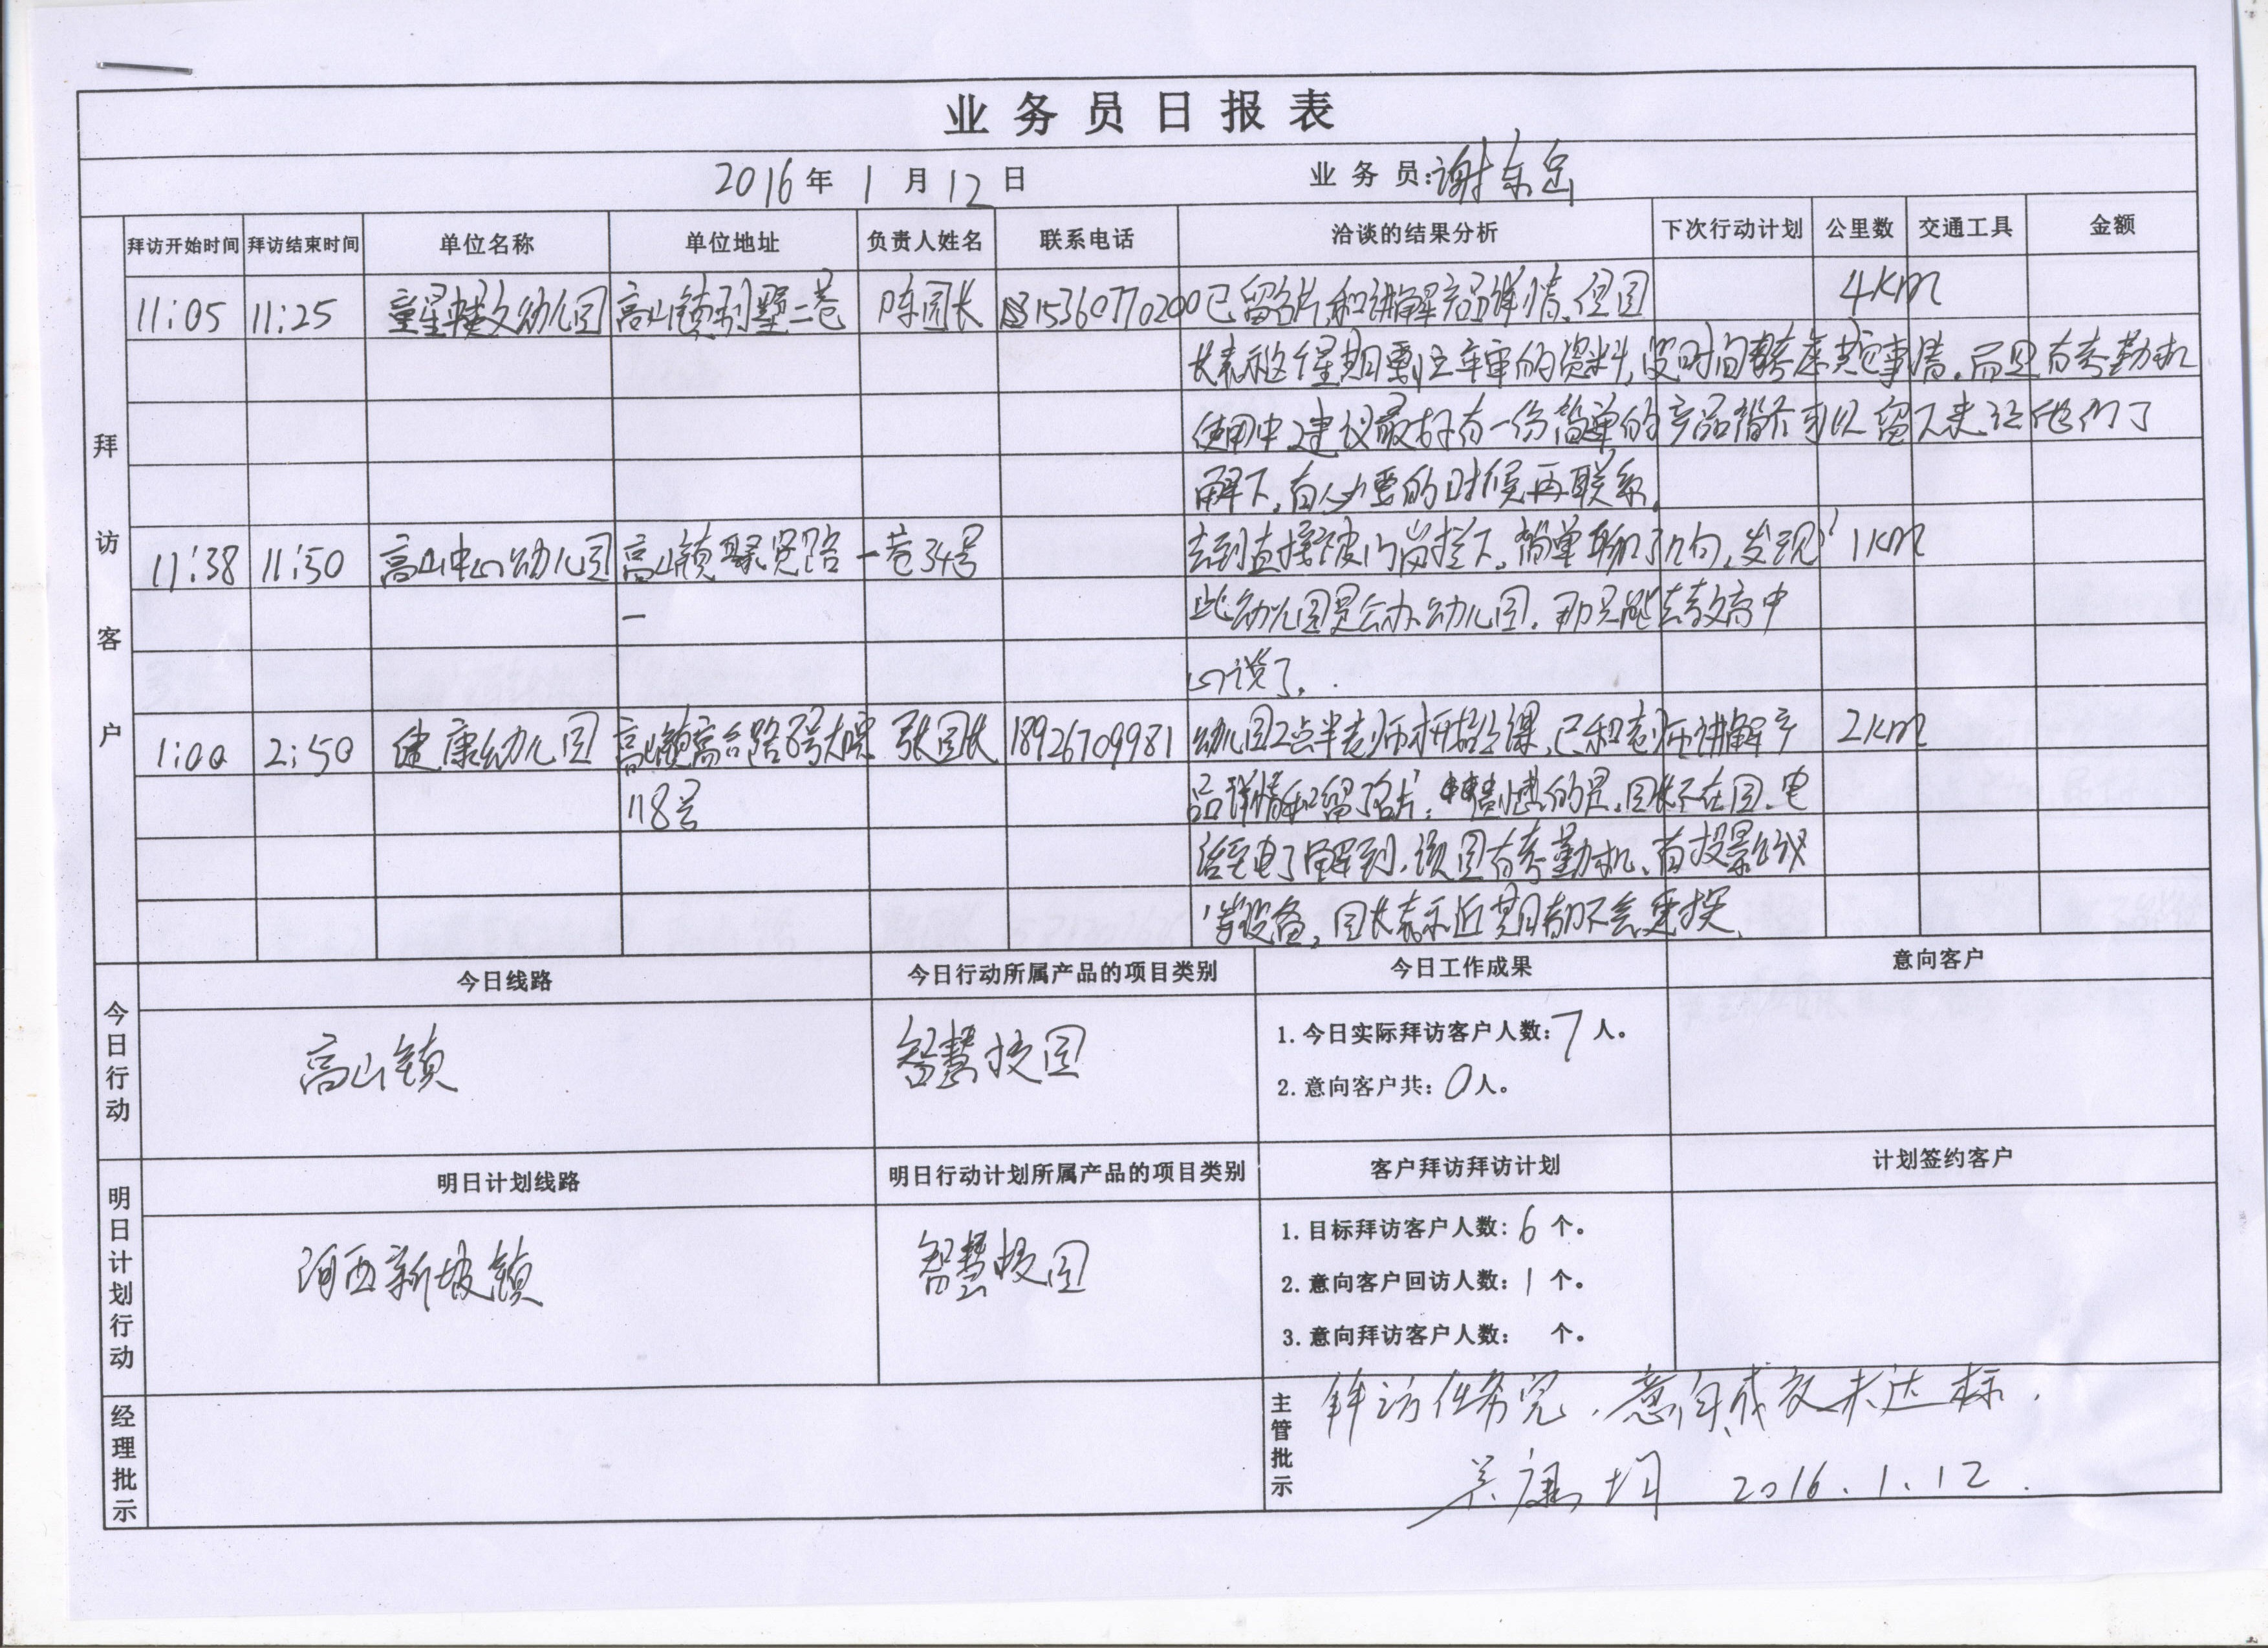 业务员日报表
2016年 1月12日 业务员:谢东岳
拜访客户
拜访开始时间 拜访结束时间 单位名称 单位地址 负责人姓名 联系电话 洽谈的结果分析 下次行动计划 公里数 交通工具 金额
11:05 11:25 童星 幼儿园 高山镇 二巷 陈园长 15360770200 已留名片和讲解产品详情,但园 4km
长表示这个星期要 年审的资料,没时间 考虑其它事情,而且有考勤机
使用中,建议最好有一份简单的产品简介可以留下来让他们了
解下,有必要的时候再联系。
11:38 11:50 高山中心幼儿园 高山镇聚贤路一巷34号 去到直接被门岗拦下,简单聊了几句,发现 1km
此幼儿园是公办幼儿园,那只能去教育中
心谈了.
1:00 2:50 健康幼儿园 高山镇高台路 张园长 18926709981 幼儿园2点半老师才开始上课,已和老师讲解产 2km
118号 品详情和留了名片, 的是,园长不在园,电
话至电了解到,该园有考勤机、有投影仪
等设备,园长表示近期都不会更换.
今日行动
今日线路 今日行动所属产品的项目类别 今日工作成果 意向客户
高山镇 智慧校园 1.今日实际拜访客户人数:7人。
2.意向客户共:0人。
明日计划行动
明日计划线路 明日行动计划所属产品的项目类别 客户拜访拜访计划 计划签约客户
河西新坡镇 智慧校园 1.目标拜访客户人数:6个。
2.意向客户回访人数:1个。
3.意向拜访客户人数: 个。
经理批示 主管批示 拜访任务完,意向成效未达标.
2016.1.12.